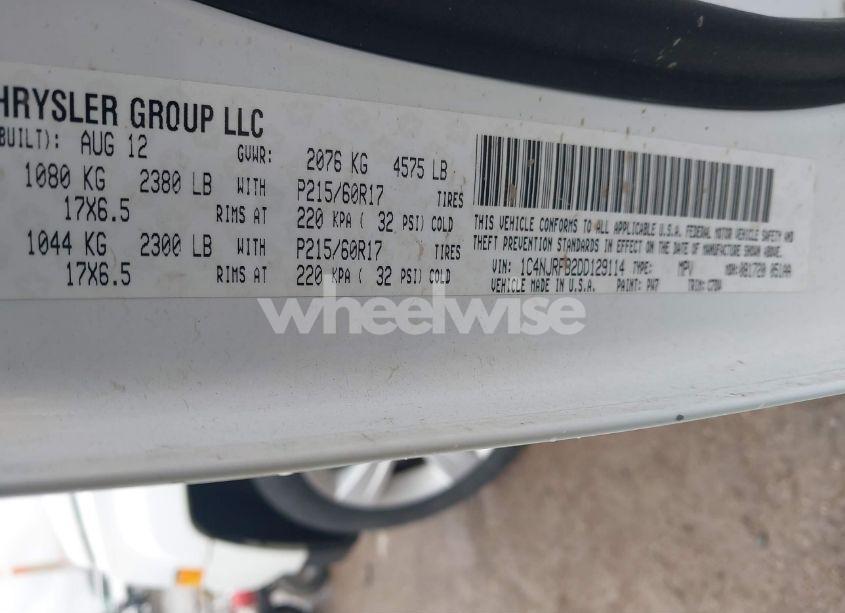 HRYSLER GROUP LLC
BUILT): AUG 12 GVWR: 2076 KG 4575 LB
1080 KG 2380 LB WITH P215/60R17 TIRES
17X6.5 RIMS AT 220 KPA ( 32 PSI) COLD
1044 KG 2300 LB WITH P215/60R17 TIRES
17X6.5 RIMS AT 220 KPA ( 32 PSI) COLD
THIS VEHICLE CONFORMS TO ALL APPLICABLE U.S.A. FEDERAL MOTOR VEHICLE SAFETY AND
THEFT PREVENTION STANDARDS IN EFFECT ON THE DATE OF MANUFACTURE SHOWN ABOVE.
VIN: 1C4NJRFB2DD129114 TYPE: MPV MDH: 081720 051AA
VEHICLE MADE IN U.S.A. PAINT: PW7 TRIM:
wheelwise